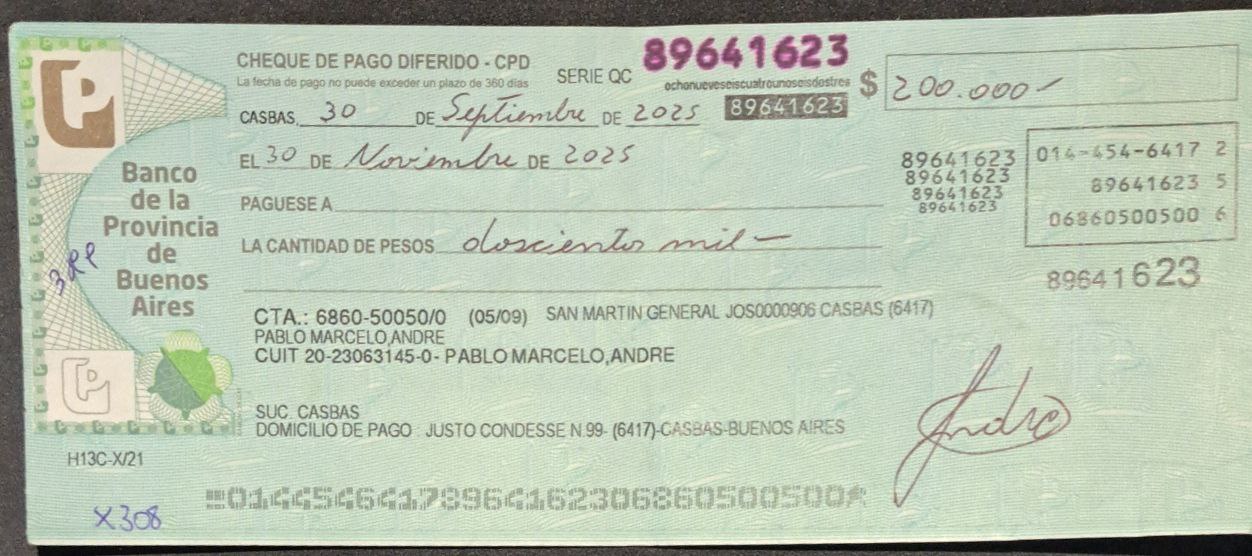 CHEQUE DE PAGO DIFERIDO - CPD
La fecha de pago no puede exceder un plazo de 360 días
SERIE QC
89641623
ochonueveseiscuatrounoseisdostres
89641623
$ 200.000-
CASBAS, 30 DE Septiembre DE 2025
EL 30 DE Noviembre DE 2025
89641623
89641623
89641623
89641623
014-454-6417 2
89641623 5
06860500500 6
89641623
PAGUESE A
LA CANTIDAD DE PESOS doscientos mil-
Banco
de la
Provincia
de
Buenos
Aires
CTA.: 6860-50050/0 (05/09) SAN MARTIN GENERAL JOS0000906 CASBAS (6417)
PABLO MARCELO,ANDRE
CUIT 20-23063145-0- PABLO MARCELO,ANDRE
SUC. CASBAS
DOMICILIO DE PAGO : JUSTO CONDESSE N.99- (6417)-CASBAS-BUENOS AIRES
Andre
H13C-X/21
X308
01445464178964162306860500500